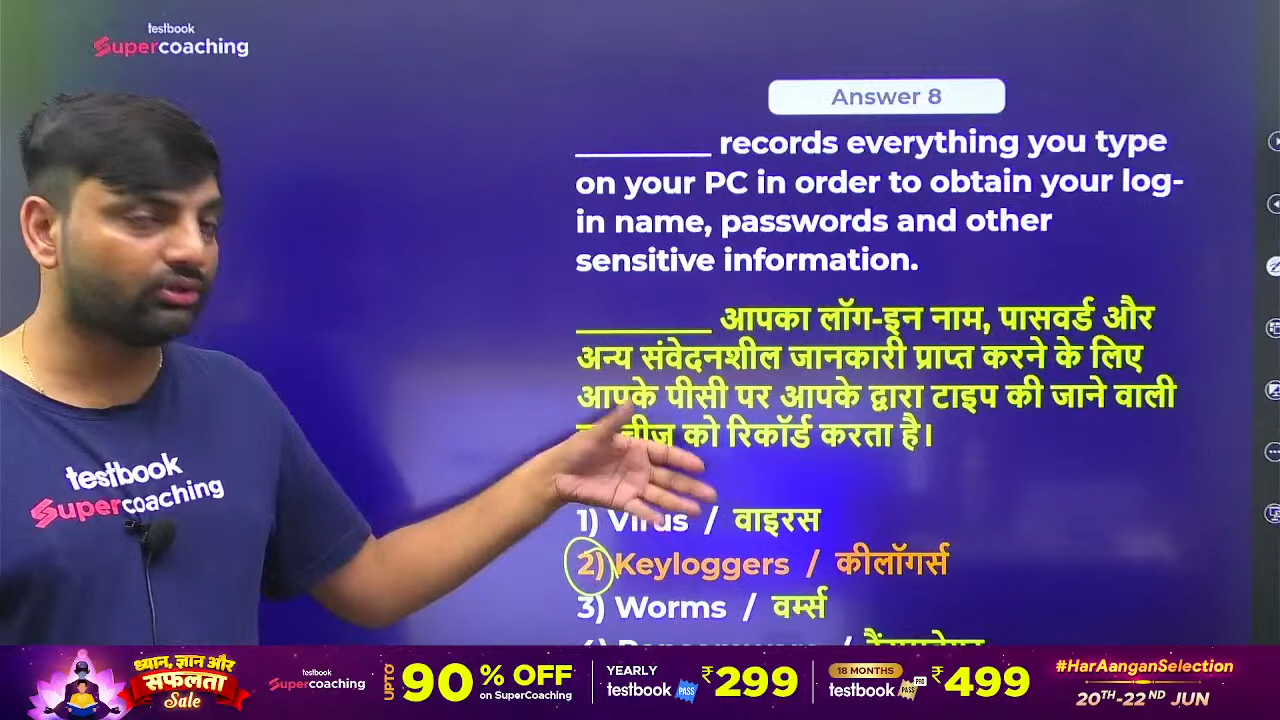 testbook
Supercoaching
Answer 8
_________ records everything you type
on your PC in order to obtain your log-
in name, passwords and other
sensitive information.
_________ आपका लॉग-इन नाम, पासवर्ड और
अन्य संवेदनशील जानकारी प्राप्त करने के लिए
आपके पीसी पर आपके द्वारा टाइप की जाने वाली
चीज को रिकॉर्ड करता है।
1) Virus / वाइरस
2) Keyloggers / कीलॉगर्स
3) Worms / वर्म्स
testbook
Supercoaching
ध्यान, ज्ञान और
सफलता
Sale
testbook
Supercoaching
UPTO 90% OFF
on SuperCoaching
YEARLY
testbook PASS
₹299
18 MONTHS
testbook PASS PRO
₹499
#HarAanganSelection
20TH-22ND JUN